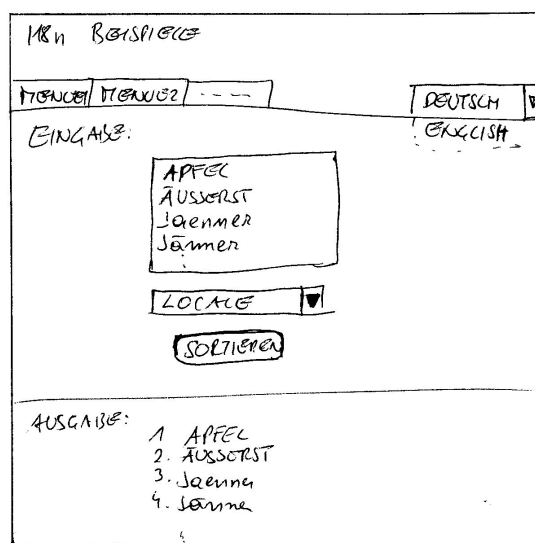 I18n BEISPIELE
MENUE1 MENUE2 - - -
DEUTSCH
ENGLISH
EINGABE:
APFEL
ÄUSSERST
Jaenner
Jänner
LOCALE
SORTIEREN
AUSGABE:
1 APFEL
2. ÄUSSERST
3. Jaenner
4. Jänner